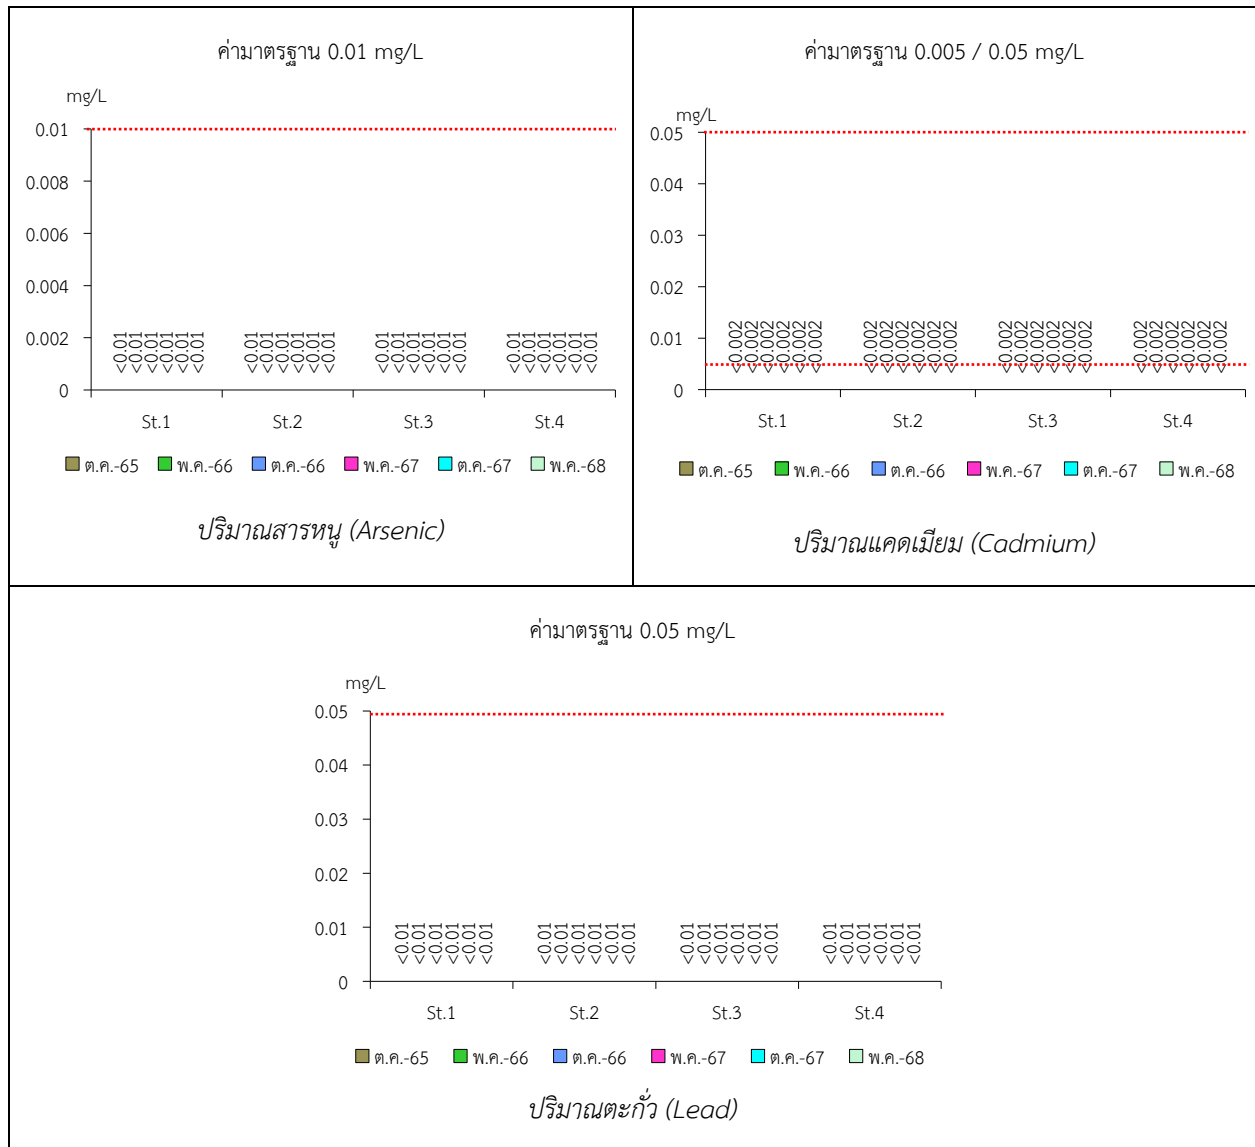 ค่ามาตรฐาน 0.01 mg/L
mg/L
0.01
0.008
0.006
0.004
0.002
0
<0.01 <0.01 <0.01 <0.01 <0.01 <0.01 <0.01 <0.01 <0.01 <0.01 <0.01 <0.01 <0.01 <0.01 <0.01 <0.01 <0.01 <0.01 <0.01 <0.01 <0.01 <0.01 <0.01 <0.01
St.1 St.2 St.3 St.4
ต.ค.-65 พ.ค.-66 ต.ค.-66 พ.ค.-67 ต.ค.-67 พ.ค.-68
ปริมาณสารหนู (Arsenic)
ค่ามาตรฐาน 0.005 / 0.05 mg/L
mg/L
0.05
0.04
0.03
0.02
0.01
0
<0.002 <0.002 <0.002 <0.002 <0.002 <0.002 <0.002 <0.002 <0.002 <0.002 <0.002 <0.002 <0.002 <0.002 <0.002 <0.002 <0.002 <0.002 <0.002 <0.002 <0.002 <0.002 <0.002 <0.002
St.1 St.2 St.3 St.4
ต.ค.-65 พ.ค.-66 ต.ค.-66 พ.ค.-67 ต.ค.-67 พ.ค.-68
ปริมาณแคดเมียม (Cadmium)
ค่ามาตรฐาน 0.05 mg/L
mg/L
0.05
0.04
0.03
0.02
0.01
0
<0.01 <0.01 <0.01 <0.01 <0.01 <0.01 <0.01 <0.01 <0.01 <0.01 <0.01 <0.01 <0.01 <0.01 <0.01 <0.01 <0.01 <0.01 <0.01 <0.01 <0.01 <0.01 <0.01 <0.01
St.1 St.2 St.3 St.4
ต.ค.-65 พ.ค.-66 ต.ค.-66 พ.ค.-67 ต.ค.-67 พ.ค.-68
ปริมาณตะกั่ว (Lead)